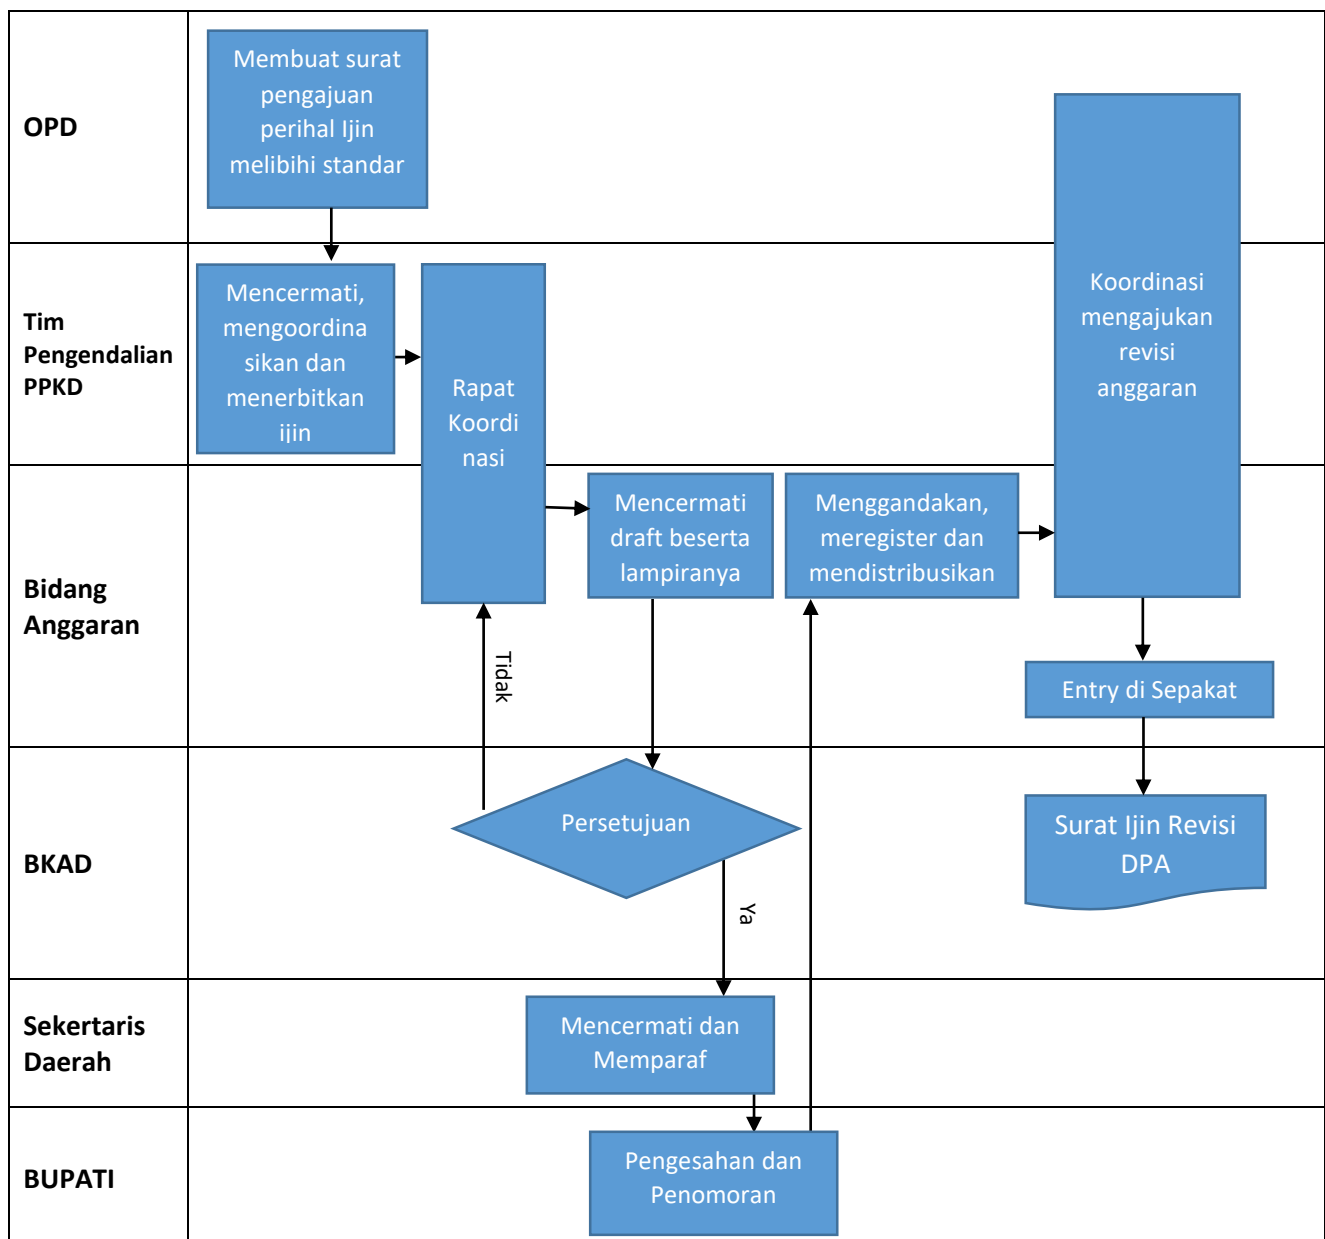 OPD
Membuat surat
pengajuan
perihal Ijin
melibihi standar
Tim
Pengendalian
PPKD
Mencermati,
mengoordina
sikan dan
menerbitkan
ijin
Rapat
Koordi
nasi
Koordinasi
mengajukan
revisi
anggaran
Bidang
Anggaran
Mencermati
draft beserta
lampiranya
Menggandakan,
meregister dan
mendistribusikan
Tidak
Entry di Sepakat
BKAD
Persetujuan
Ya
Surat Ijin Revisi
DPA
Sekertaris
Daerah
Mencermati dan
Memparaf
BUPATI
Pengesahan dan
Penomoran